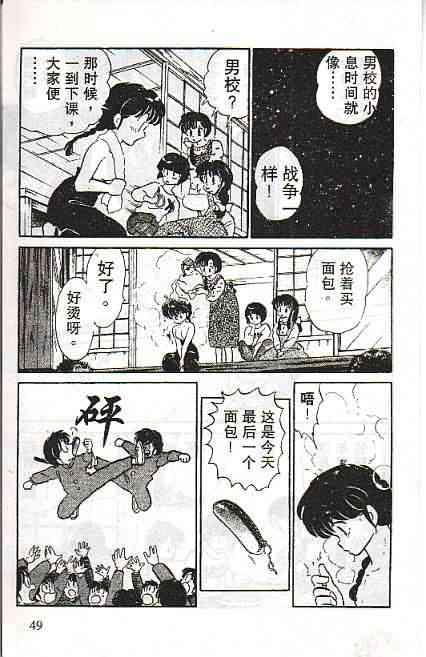 男校的小
息时间就
像……
战争一
样！
男校？
那时候，
一到下课，
大家便
……
抢着买
面包。
好了。
好烫呀。
唔！
这是今天
最后一个
面包！
砰
49